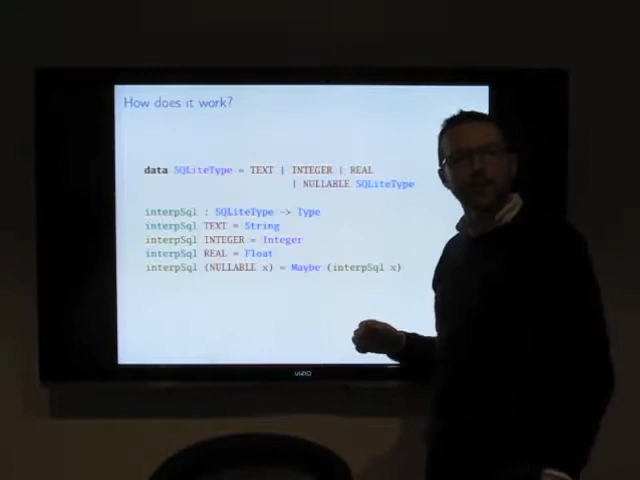 How does it work?
data SQLiteType = TEXT | INTEGER | REAL
| NULLABLE SQLiteType
interpSql : SQLiteType -> Type
interpSql TEXT = String
interpSql INTEGER = Integer
interpSql REAL = Float
interpSql (NULLABLE x) = Maybe (interpSql x)
VIZIO